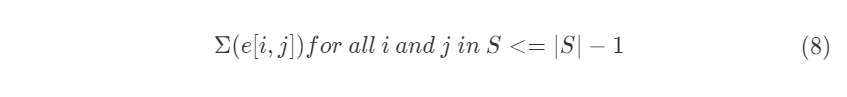 Σ(e[i, j])for all i and j in S <= |S| − 1 (8)